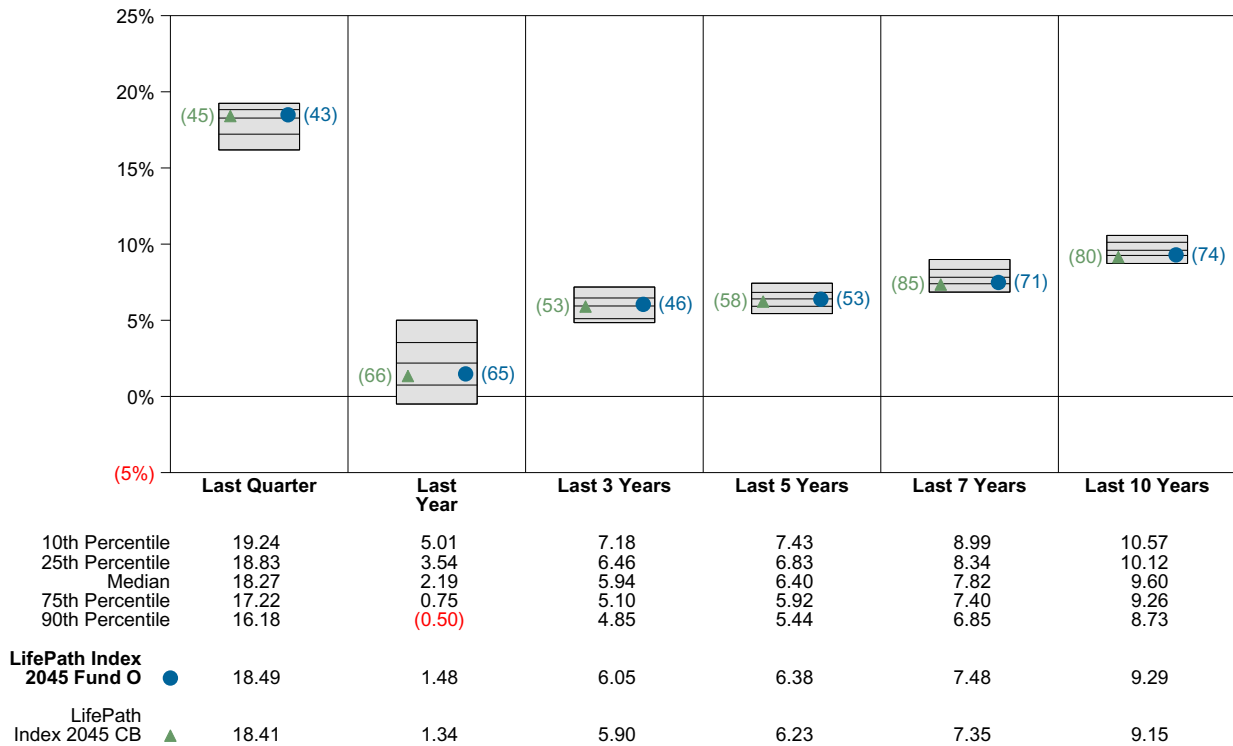 25%
20%
15%
10%
5%
0%
(5%)
(45) (43)
(66) (65)
(53) (46)
(58) (53)
(85) (71)
(80) (74)
Last Quarter Last Year Last 3 Years Last 5 Years Last 7 Years Last 10 Years
10th Percentile 19.24 5.01 7.18 7.43 8.99 10.57
25th Percentile 18.83 3.54 6.46 6.83 8.34 10.12
Median 18.27 2.19 5.94 6.40 7.82 9.60
75th Percentile 17.22 0.75 5.10 5.92 7.40 9.26
90th Percentile 16.18 (0.50) 4.85 5.44 6.85 8.73
LifePath Index
2045 Fund O 18.49 1.48 6.05 6.38 7.48 9.29
LifePath
Index 2045 CB 18.41 1.34 5.90 6.23 7.35 9.15